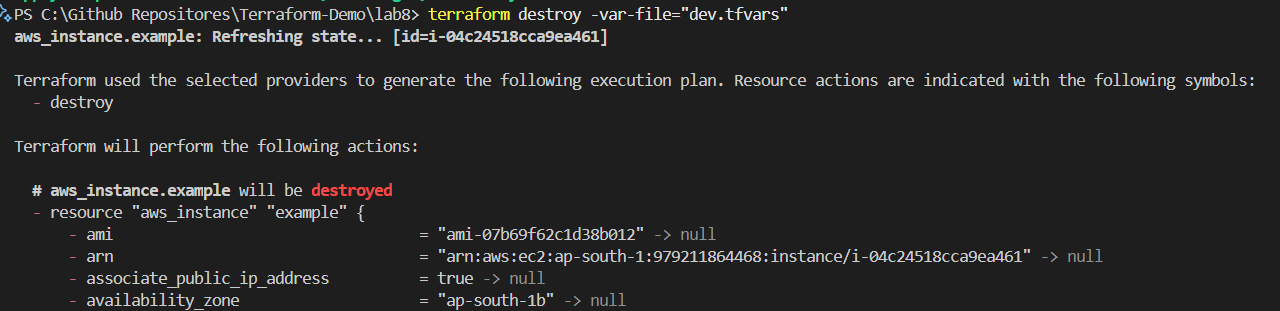 PS C:\Github Repositores\Terraform-Demo\lab8> terraform destroy -var-file="dev.tfvars"
aws_instance.example: Refreshing state... [id=i-04c24518cca9ea461]
Terraform used the selected providers to generate the following execution plan. Resource actions are indicated with the following symbols:
  - destroy
Terraform will perform the following actions:
  # aws_instance.example will be destroyed
  - resource "aws_instance" "example" {
      - ami                                  = "ami-07b69f62c1d38b012" -> null
      - arn                                  = "arn:aws:ec2:ap-south-1:979211864468:instance/i-04c24518cca9ea461" -> null
      - associate_public_ip_address          = true -> null
      - availability_zone                    = "ap-south-1b" -> null